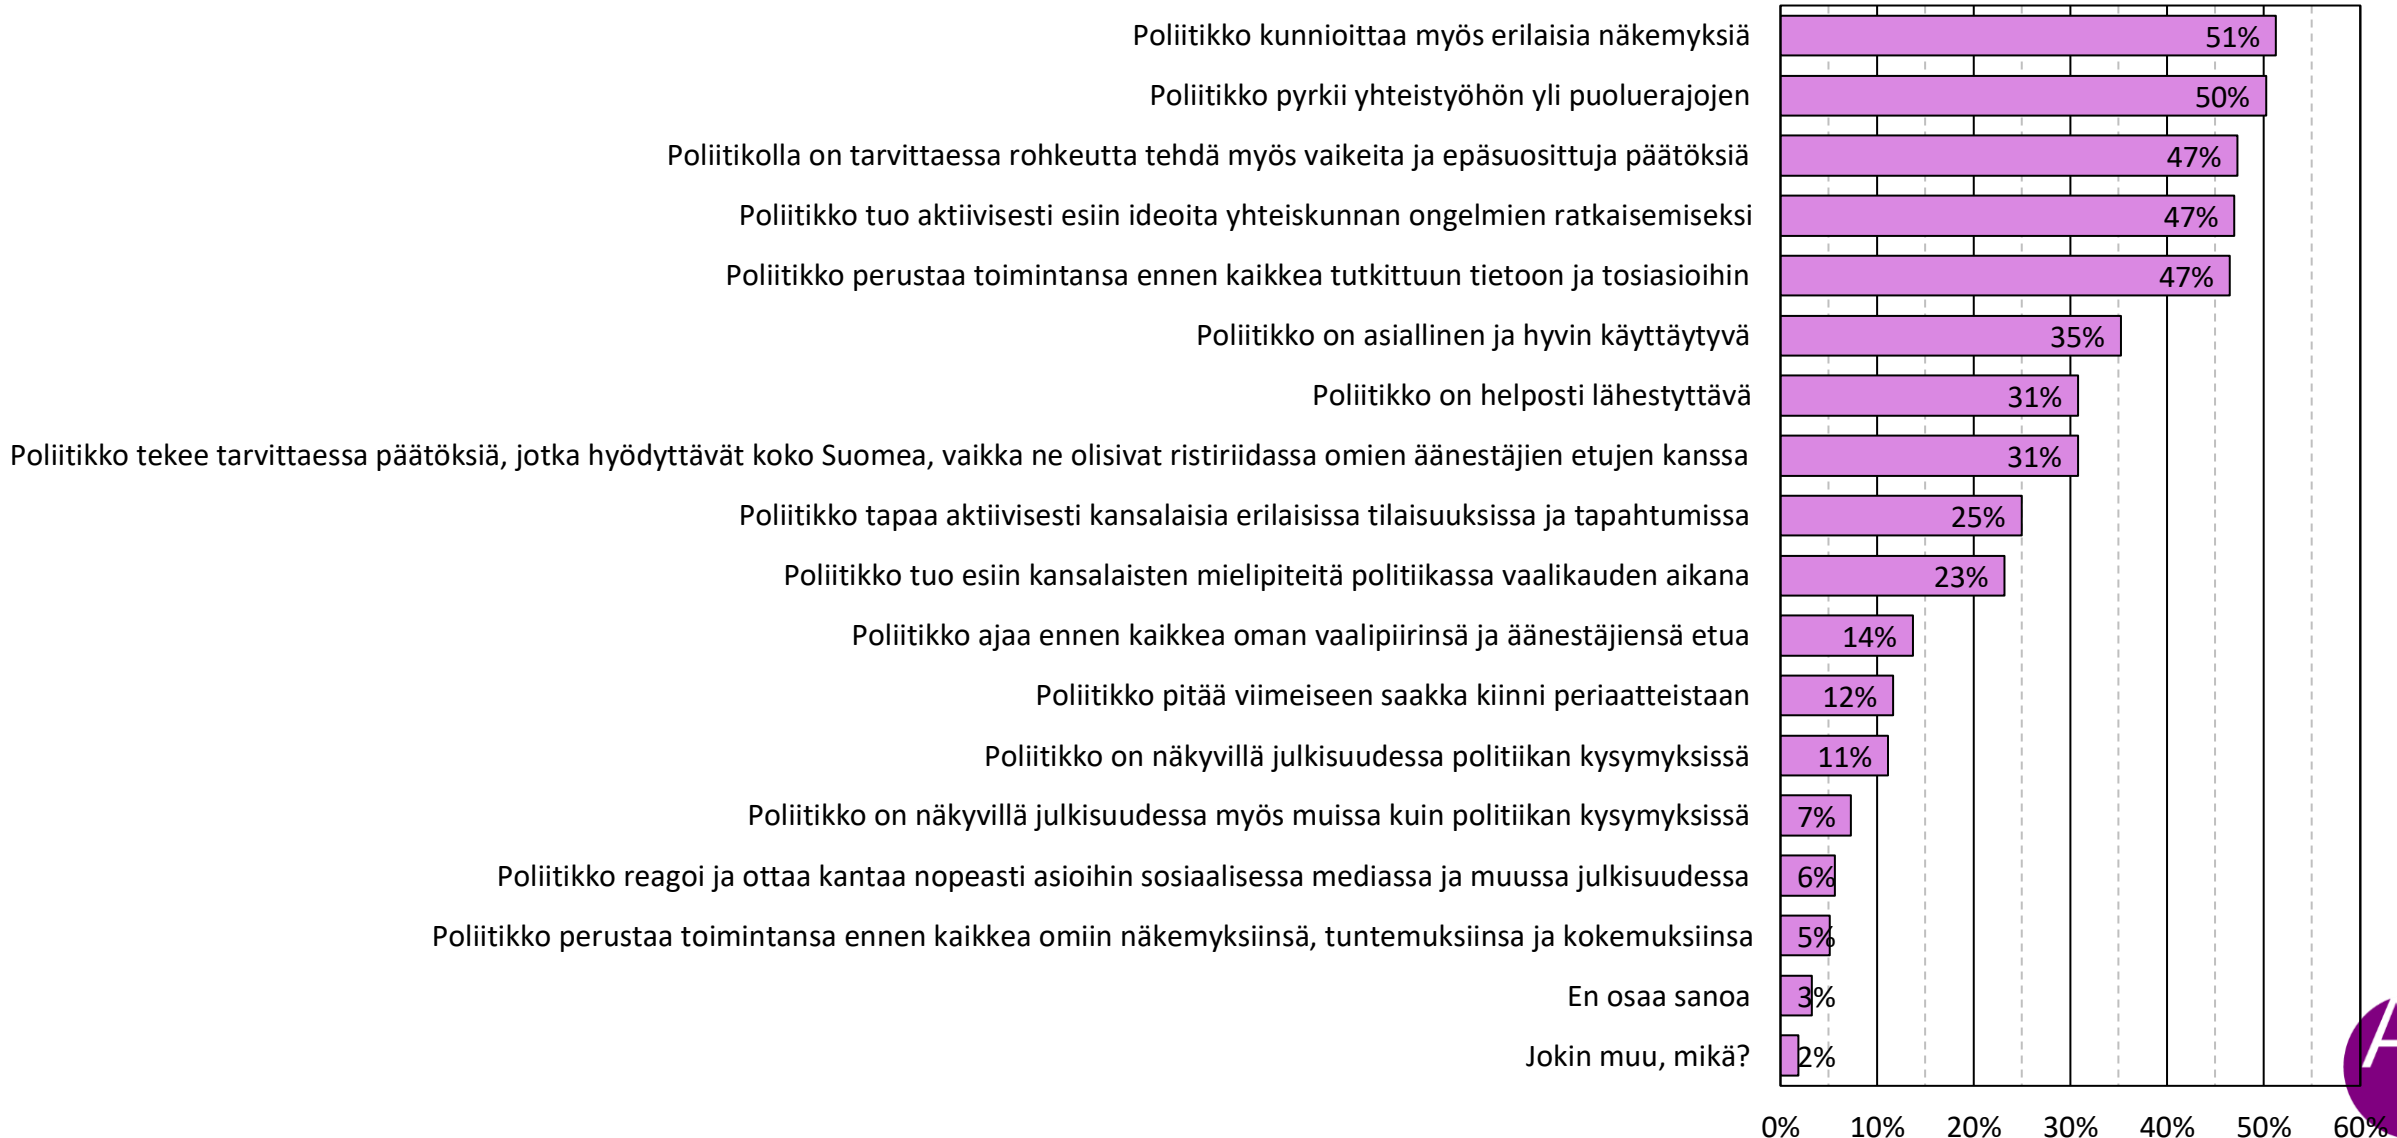 Poliitikko kunnioittaa myös erilaisia näkemyksiä 51%
Poliitikko pyrkii yhteistyöhön yli puoluerajojen 50%
Poliitikolla on tarvittaessa rohkeutta tehdä myös vaikeita ja epäsuosittuja päätöksiä 47%
Poliitikko tuo aktiivisesti esiin ideoita yhteiskunnan ongelmien ratkaisemiseksi 47%
Poliitikko perustaa toimintansa ennen kaikkea tutkittuun tietoon ja tosiasioihin 47%
Poliitikko on asiallinen ja hyvin käyttäytyvä 35%
Poliitikko on helposti lähestyttävä 31%
Poliitikko tekee tarvittaessa päätöksiä, jotka hyödyttävät koko Suomea, vaikka ne olisivat ristiriidassa omien äänestäjien etujen kanssa 31%
Poliitikko tapaa aktiivisesti kansalaisia erilaisissa tilaisuuksissa ja tapahtumissa 25%
Poliitikko tuo esiin kansalaisten mielipiteitä politiikassa vaalikauden aikana 23%
Poliitikko ajaa ennen kaikkea oman vaalipiirinsä ja äänestäjiensä etua 14%
Poliitikko pitää viimeiseen saakka kiinni periaatteistaan 12%
Poliitikko on näkyvillä julkisuudessa politiikan kysymyksissä 11%
Poliitikko on näkyvillä julkisuudessa myös muissa kuin politiikan kysymyksissä 7%
Poliitikko reagoi ja ottaa kantaa nopeasti asioihin sosiaalisessa mediassa ja muussa julkisuudessa 6%
Poliitikko perustaa toimintansa ennen kaikkea omiin näkemyksiinsä, tuntemuksiinsa ja kokemuksiinsa 5%
En osaa sanoa 3%
Jokin muu, mikä? 2%
0% 10% 20% 30% 40% 50% 60%